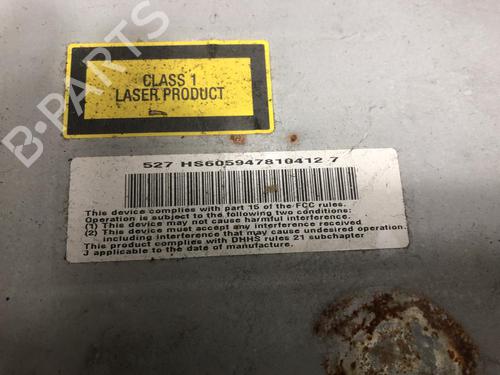 B-PARTS
CLASS 1
LASER PRODUCT
527 HS605947810412 7
This device complies with part 15 of the FCC rules.
Operation is subject to the following two conditions:
(1) This device may not cause harmful interference.
(2) This device must accept any interference received
including interference that may cause undesired operation.
This product complies with DHHS rules 21 subchapter
J applicable to the date of manufacture.